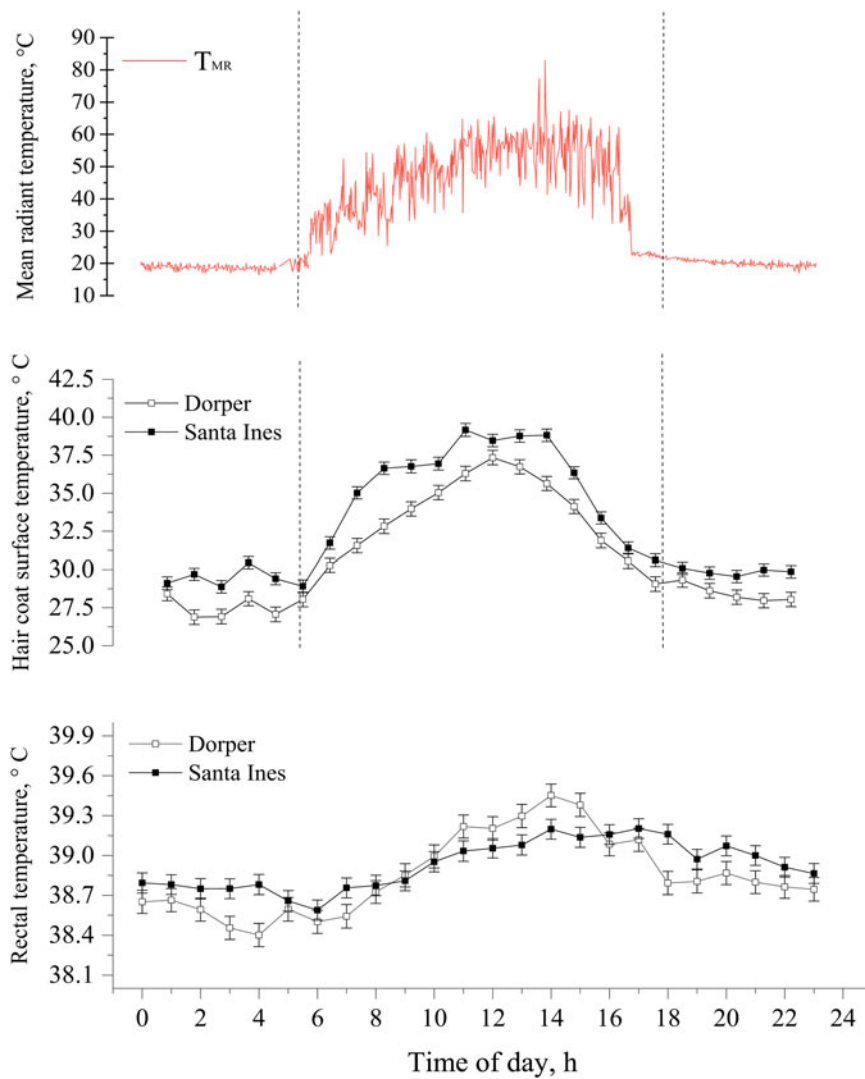 Mean radiant temperature, °C
90
80
70
60
50
40
30
20
10
TMR
Hair coat surface temperature, ° C
42.5
40.0
37.5
35.0
32.5
30.0
27.5
25.0
Dorper
Santa Ines
Rectal temperature, ° C
39.9
39.6
39.3
39.0
38.7
38.4
38.1
Dorper
Santa Ines
0 2 4 6 8 10 12 14 16 18 20 22 24
Time of day, h